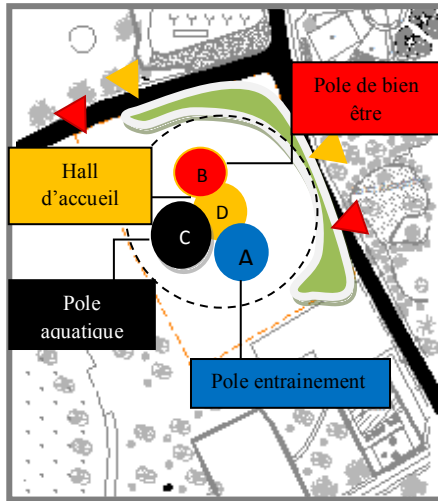 Pole de bien
être
Hall
d’accueil
B
D
C
A
Pole
aquatique
Pole entrainement